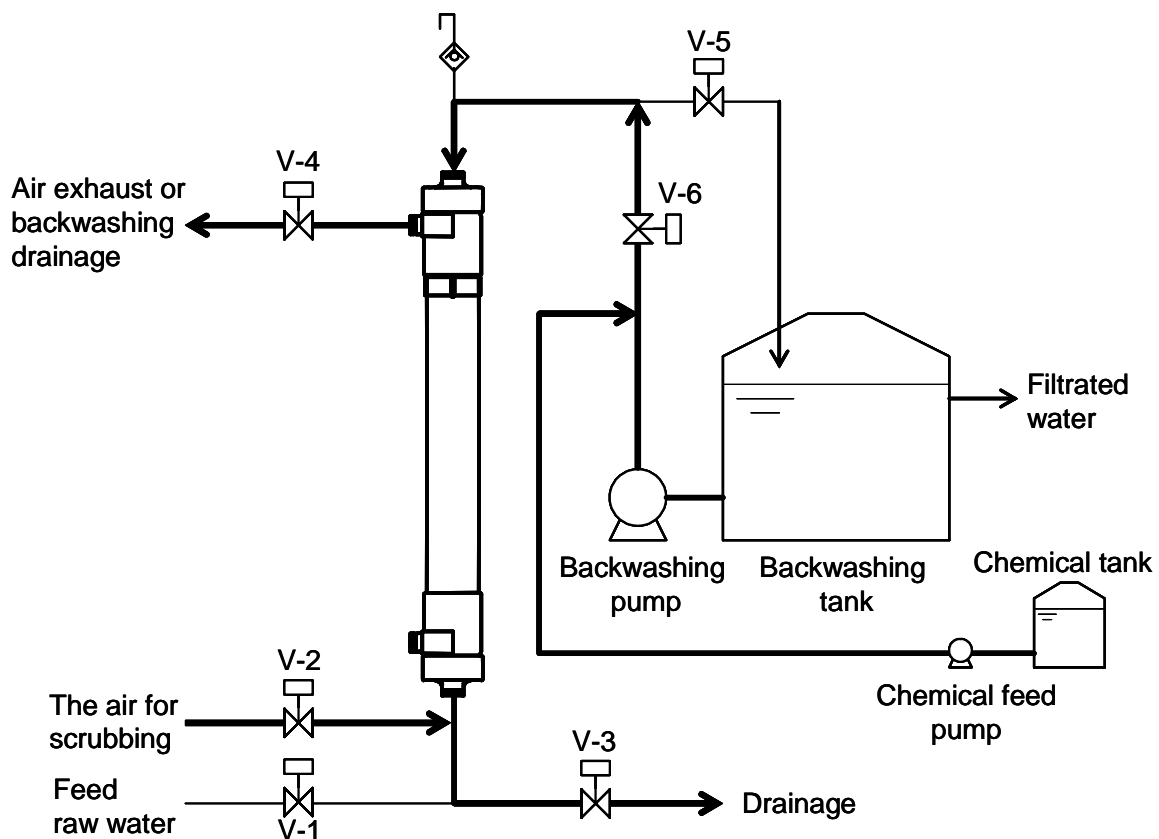 V-5
V-4
Air exhaust or
backwashing
drainage
V-6
Filtrated
water
Backwashing
pump
Backwashing
tank
Chemical tank
V-2
The air for
scrubbing
Chemical feed
pump
V-3
Feed
raw water
V-1
Drainage